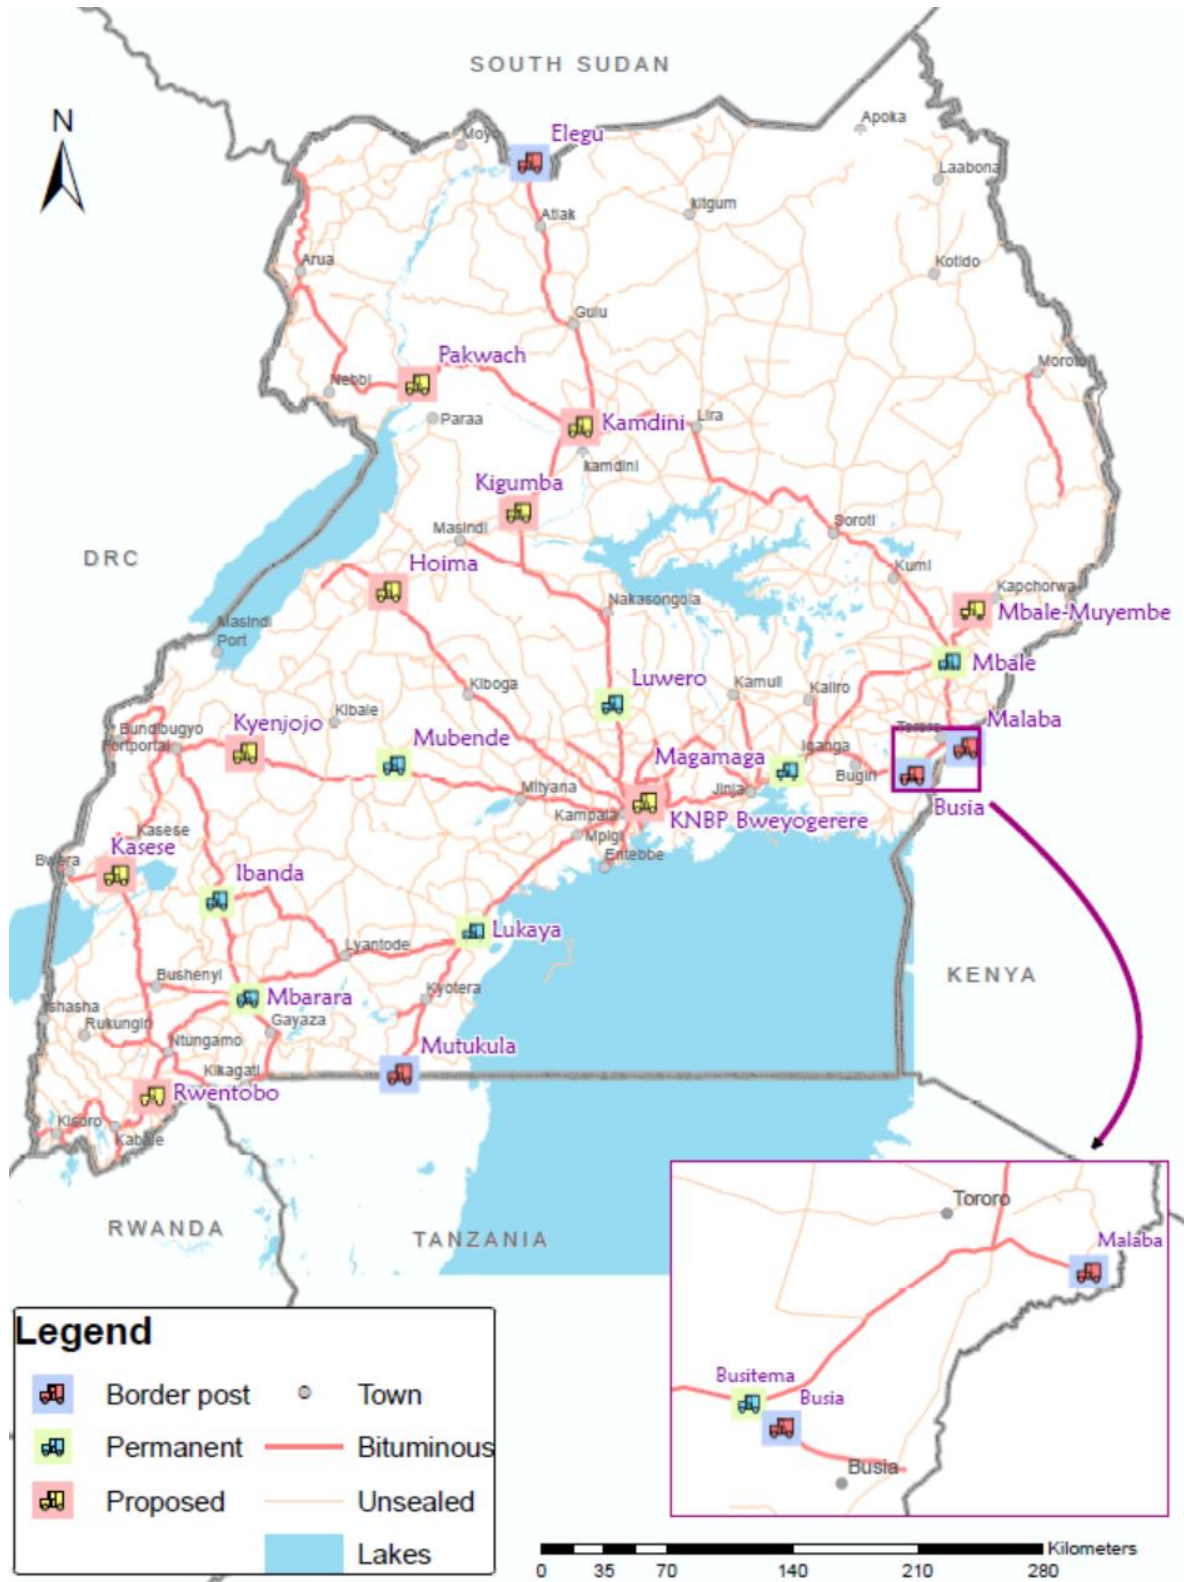 SOUTH SUDAN
N
Elegu
Moyo
Apoka
Laabona
Atiak
kitgum
Arua
Kotido
Gulu
Pakwach
Moroto
Nebbi
Paraa
Kamdini
Lira
kamdini
Kigumba
Masindi
Soroti
DRC
Hoima
Kumi
Kapchorwa
Nakasongola
Mbale-Muyembe
Masindi
Port
Mbale
Luwero
Kiboga
Kamuli
Kaliro
Kibale
Bundibugyo
Kyenjojo
Mubende
Malaba
Tororo
Fortportal
Magamaga
Iganga
Bugiri
Mityana
Jinja
Busia
Kampala
KNBP Bweyogerere
Mpigi
Kasese
Kasese
Bwera
Entebbe
Ibanda
Lukaya
Lyantode
KENYA
Bushenyi
Mbarara
Kyotera
Ishasha
Rukungiri
Gayaza
Ntungamo
Mutukula
Kikagati
Rwentobo
Kisoro
Kabale
RWANDA
TANZANIA
Tororo
Malaba
Busitema
Busia
Busia
Legend
Border post
Town
Permanent
Bituminous
Proposed
Unsealed
Lakes
Kilometers
0 35 70 140 210 280